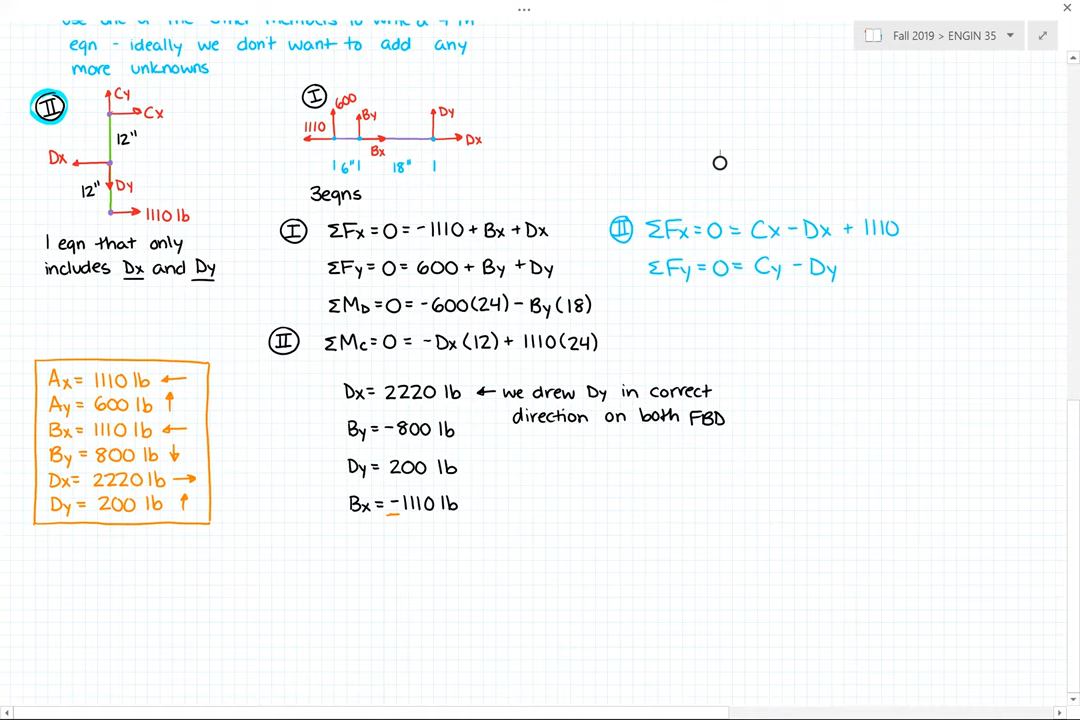 eqn - ideally we don't want to add any
more unknowns
Fall 2019 > ENGIN 35
II
Cy
Cx
12"
Dx
12"
Dy
1110 lb
1 eqn that only
includes Dx and Dy
I
600
1110
By
Dy
Bx
Dx
6"
18"
3eqns
I ΣFx = 0 = -1110 + Bx + Dx
ΣFy = 0 = 600 + By + Dy
ΣMD = 0 = -600(24) - By(18)
II ΣMc = 0 = -Dx(12) + 1110(24)
Dx = 2220 lb ← we drew Dy in correct
direction on both FBD
By = -800 lb
Dy = 200 lb
Bx = -1110 lb
II ΣFx = 0 = Cx - Dx + 1110
ΣFy = 0 = Cy - Dy
Ax = 1110 lb ←
Ay = 600 lb ↑
Bx = 1110 lb ←
By = 800 lb ↓
Dx = 2220 lb →
Dy = 200 lb ↑